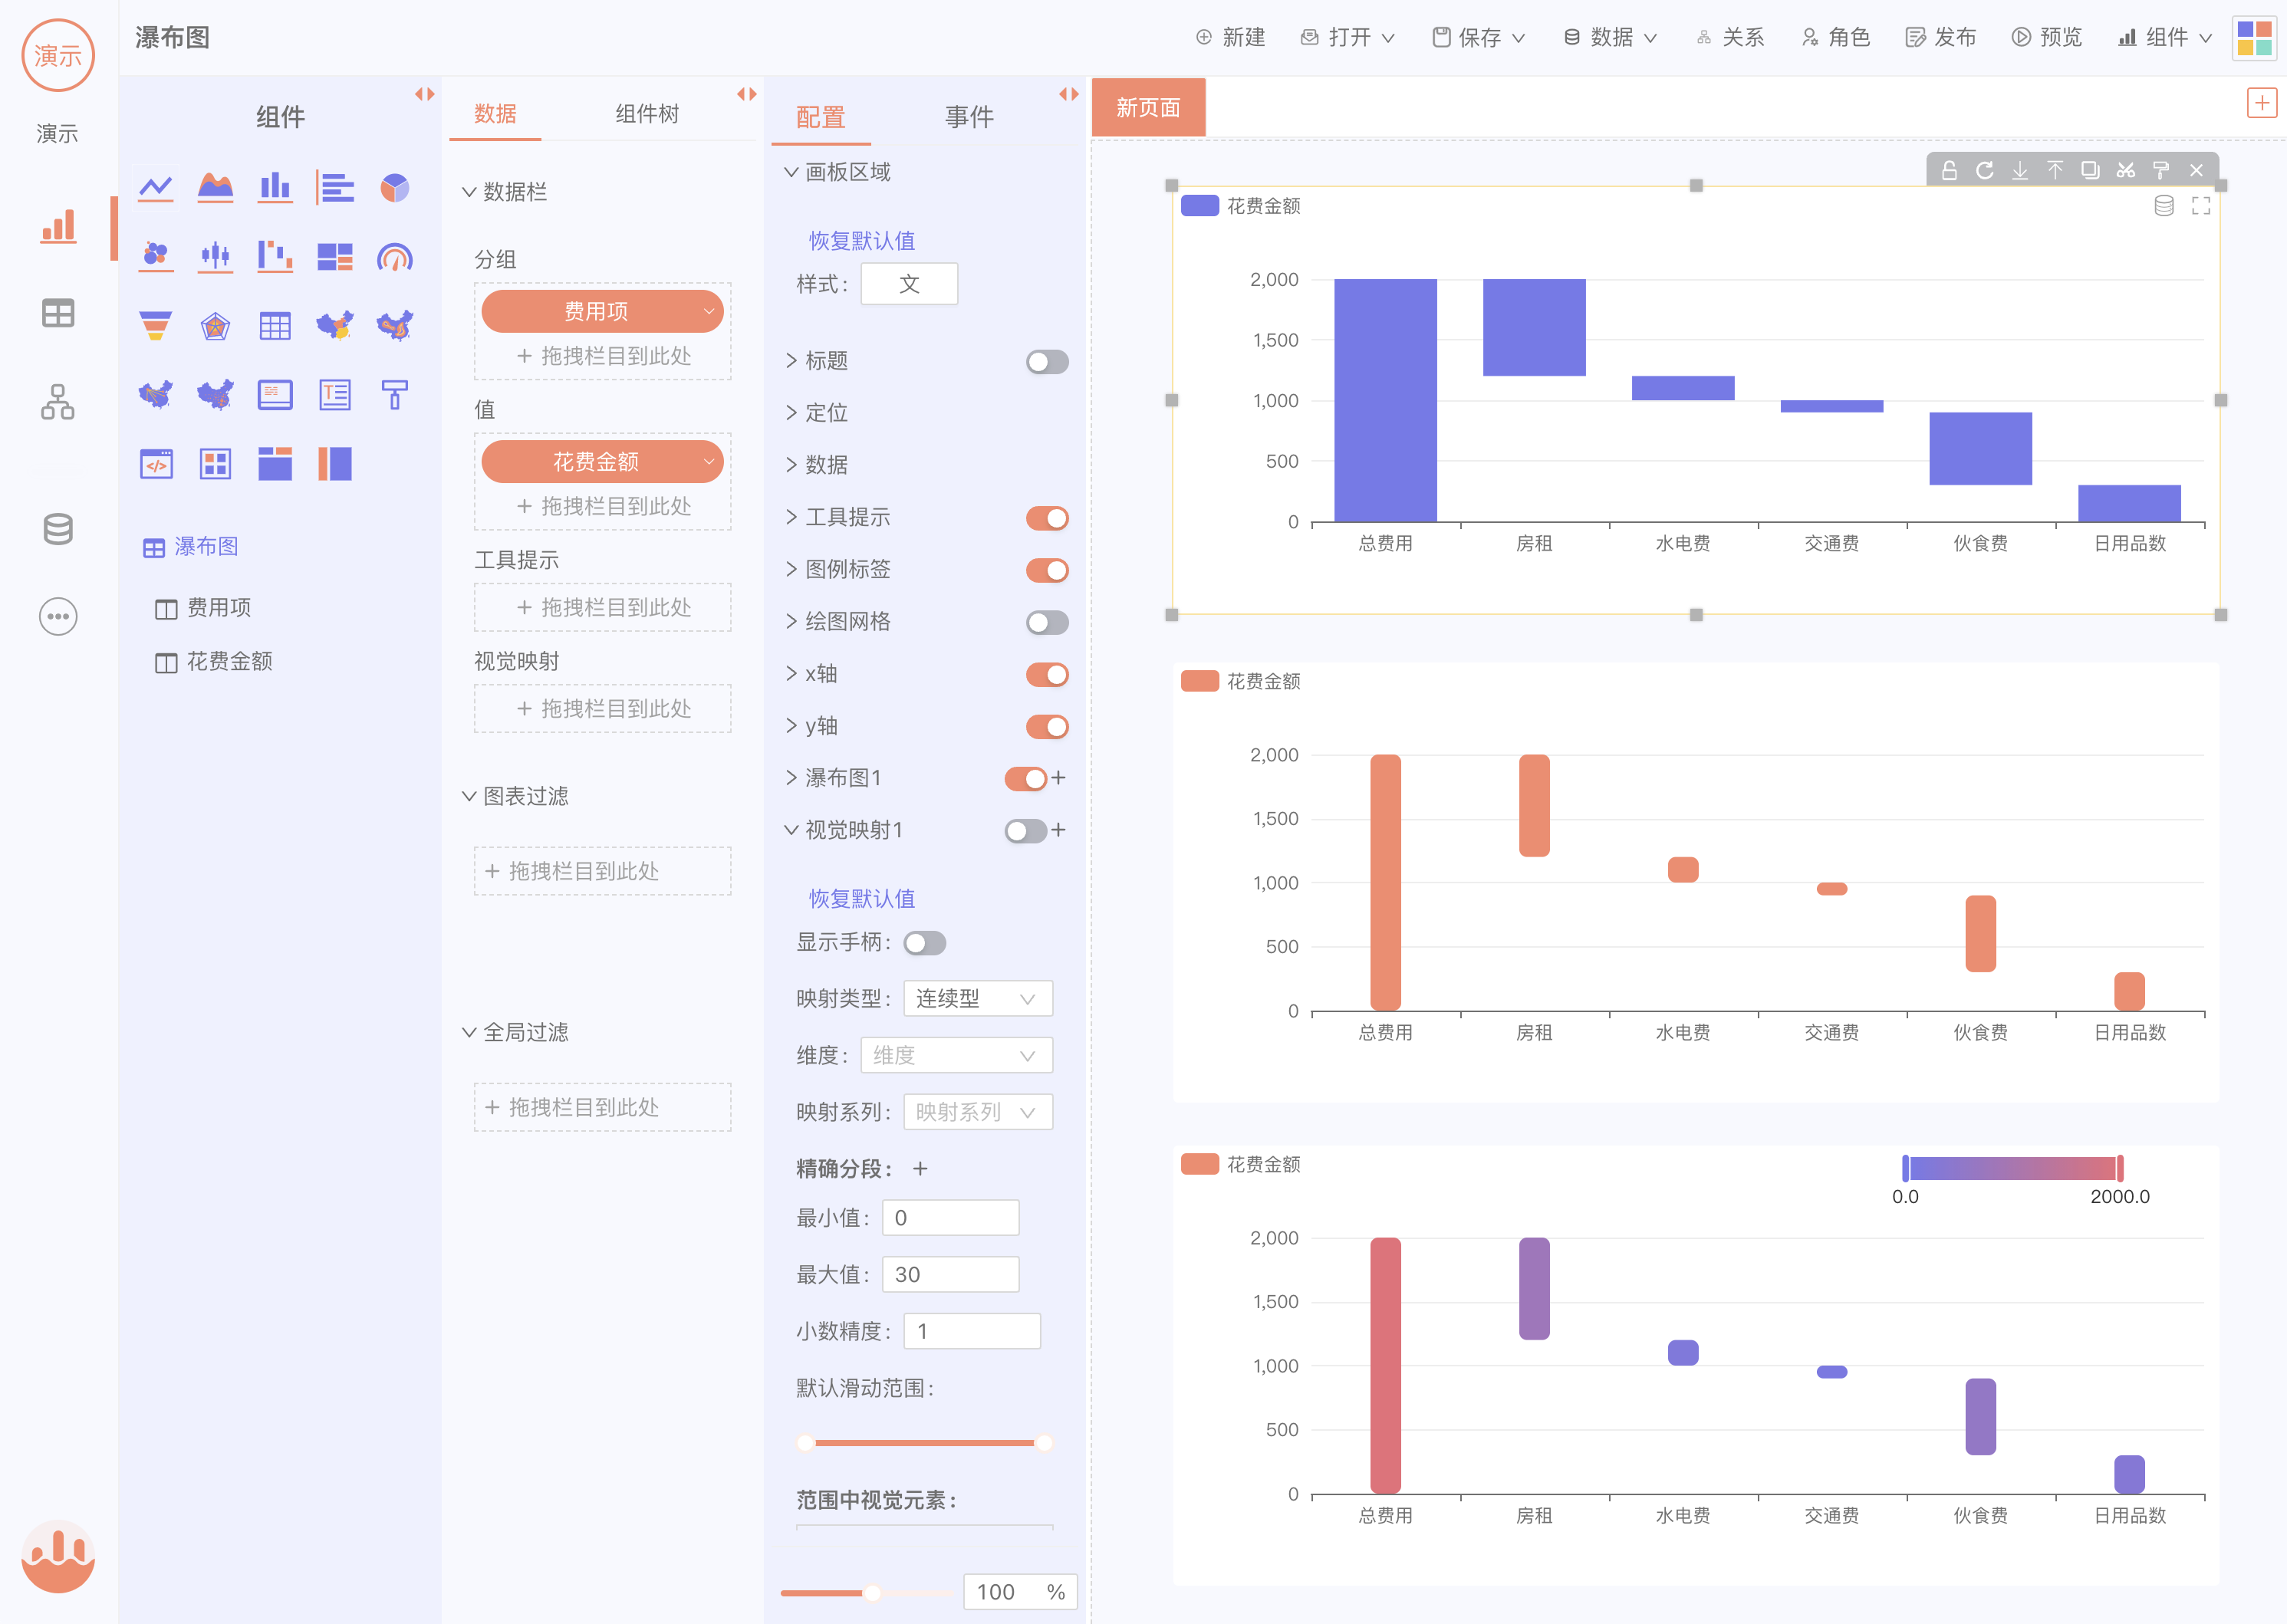 演示
演示
瀑布图
新建
打开
保存
数据
关系
角色
发布
预览
组件
组件
瀑布图
费用项
花费金额
数据
组件树
数据栏
分组
费用项
+ 拖拽栏目到此处
值
花费金额
+ 拖拽栏目到此处
工具提示
+ 拖拽栏目到此处
视觉映射
+ 拖拽栏目到此处
图表过滤
+ 拖拽栏目到此处
全局过滤
+ 拖拽栏目到此处
配置
事件
画板区域
恢复默认值
样式: 文
标题
定位
数据
工具提示
图例标签
绘图网格
x轴
y轴
瀑布图1 +
视觉映射1 +
恢复默认值
显示手柄:
映射类型: 连续型
维度: 维度
映射系列: 映射系列
精确分段: +
最小值: 0
最大值: 30
小数精度: 1
默认滑动范围:
范围中视觉元素:
100 %
新页面
花费金额
2,000
1,500
1,000
500
0
总费用 房租 水电费 交通费 伙食费 日用品数
花费金额
2,000
1,500
1,000
500
0
总费用 房租 水电费 交通费 伙食费 日用品数
花费金额
0.0 2000.0
2,000
1,500
1,000
500
0
总费用 房租 水电费 交通费 伙食费 日用品数